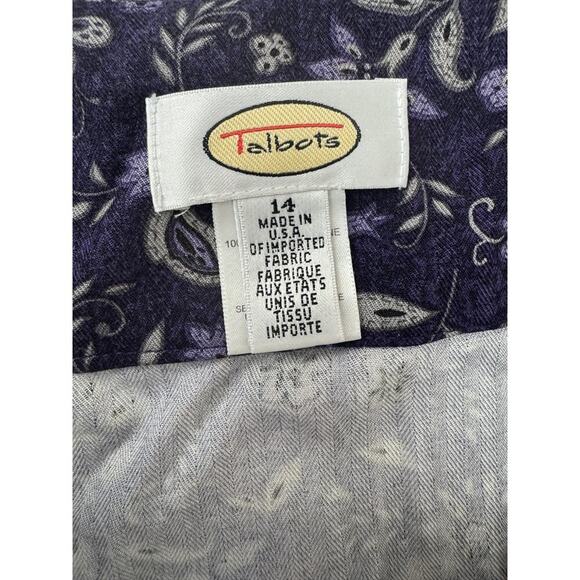 Talbots
14
MADE IN
U.S.A.
OF IMPORTED
FABRIC
FABRIQUE
AUX ETATS
UNIS DE
TISSU
IMPORTE